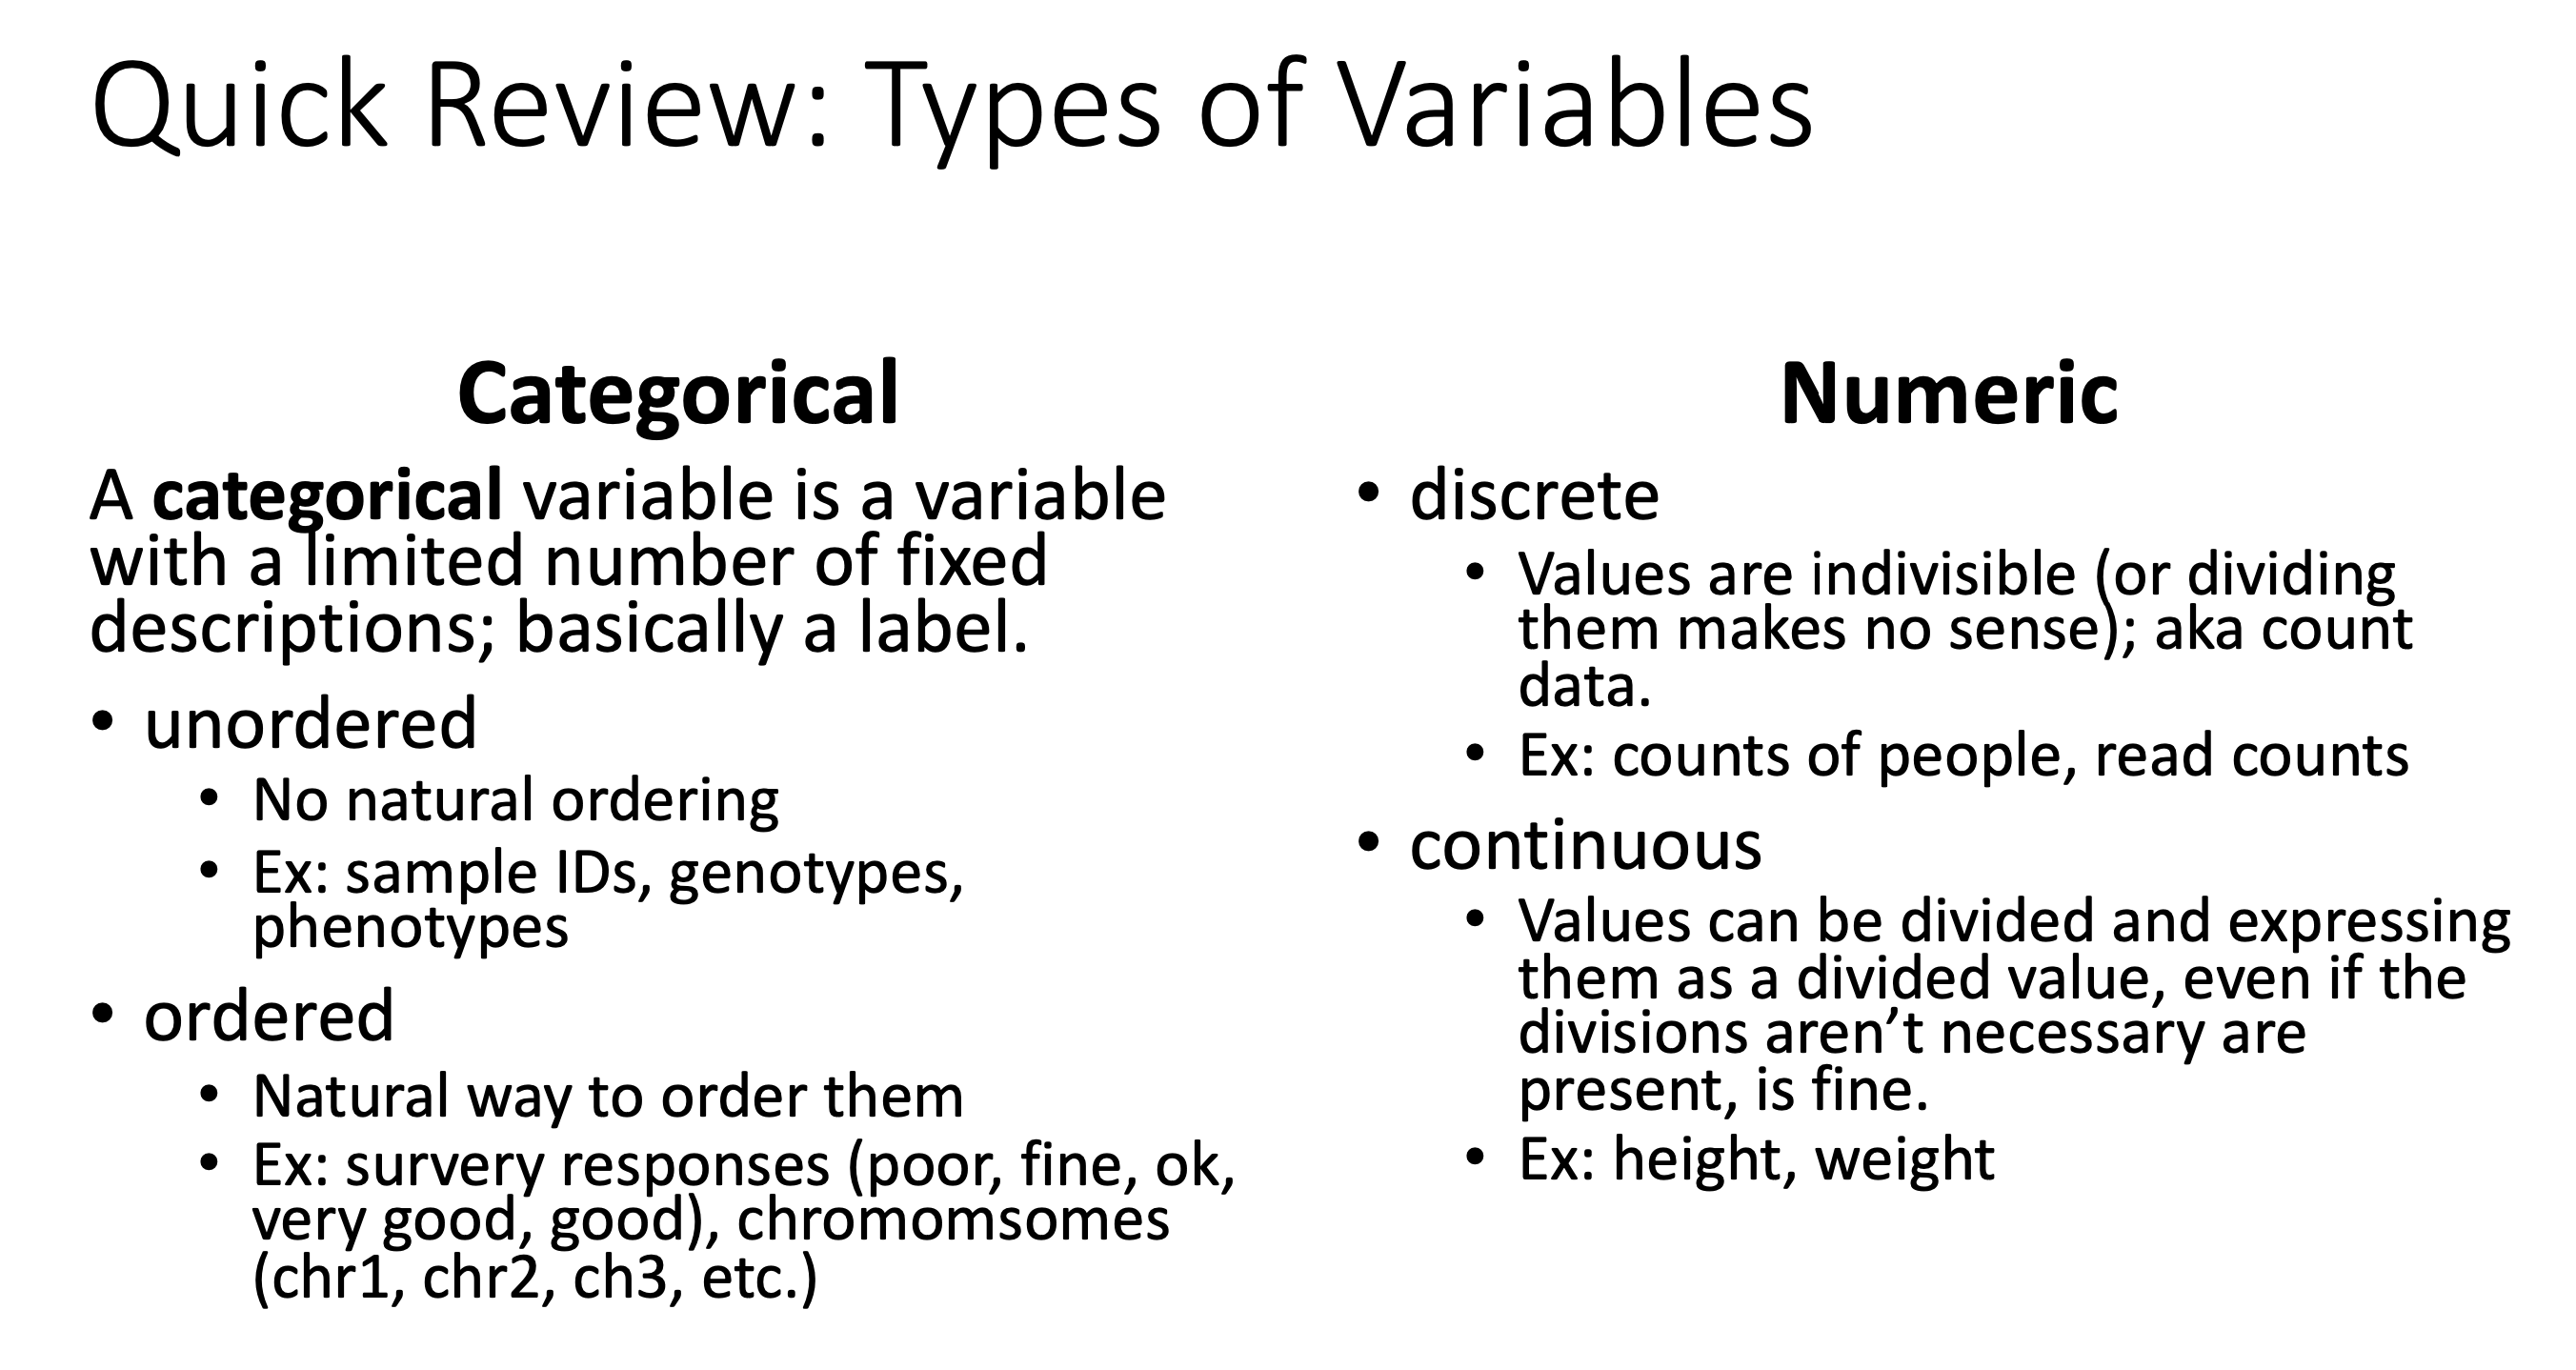 Quick Review: Types of Variables
Categorical
A categorical variable is a variable
with a limited number of fixed
descriptions; basically a label.
• unordered
• No natural ordering
• Ex: sample IDs, genotypes,
phenotypes
• ordered
• Natural way to order them
• Ex: survery responses (poor, fine, ok,
very good, good), chromomsomes
(chr1, chr2, ch3, etc.)
Numeric
• discrete
• Values are indivisible (or dividing
them makes no sense); aka count
data.
• Ex: counts of people, read counts
• continuous
• Values can be divided and expressing
them as a divided value, even if the
divisions aren’t necessary are
present, is fine.
• Ex: height, weight